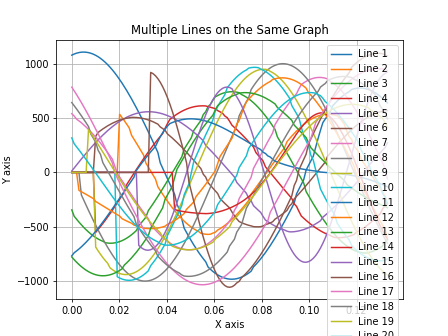 Multiple Lines on the Same Graph
Y axis
1000
500
0
−500
−1000
0.00
0.02
0.04
0.06
0.08
0.10
X axis
Line 1
Line 2
Line 3
Line 4
Line 5
Line 6
Line 7
Line 8
Line 9
Line 10
Line 11
Line 12
Line 13
Line 14
Line 15
Line 16
Line 17
Line 18
Line 19
Line 20